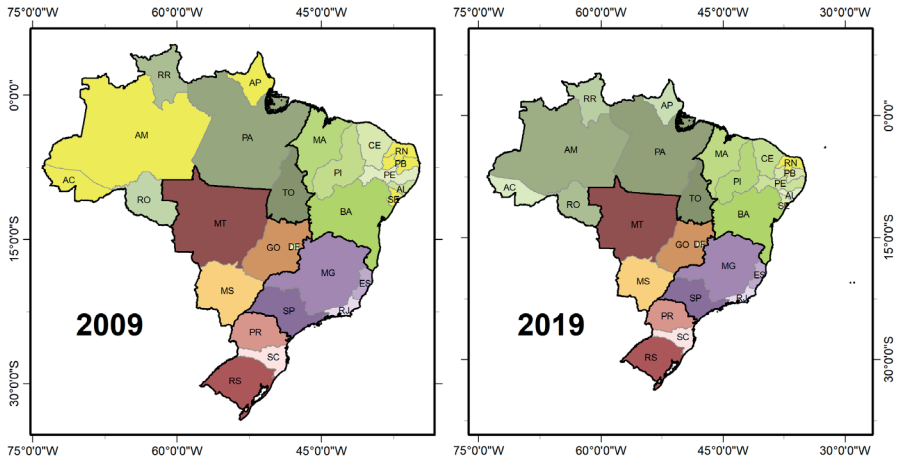 75°0'0"W 60°0'0"W 45°0'0"W 75°0'0"W 60°0'0"W 45°0'0"W 30°0'0"W
0°0'0"
15°0'0"S
30°0'0"S
RR
AP
AM
PA
MA
CE
RN
PB
PE
PI
AL
SE
AC
RO
TO
BA
MT
GO
DF
MG
ES
MS
SP
RJ
PR
SC
RS
2009
RR
AP
AM
PA
MA
CE
RN
PB
PE
PI
AL
SE
AC
RO
TO
BA
MT
GO
DF
MG
ES
MS
SP
RJ
PR
SC
RS
2019
0°0'0"
15°0'0"S
30°0'0"S
75°0'0"W 60°0'0"W 45°0'0"W 75°0'0"W 60°0'0"W 45°0'0"W 30°0'0"W